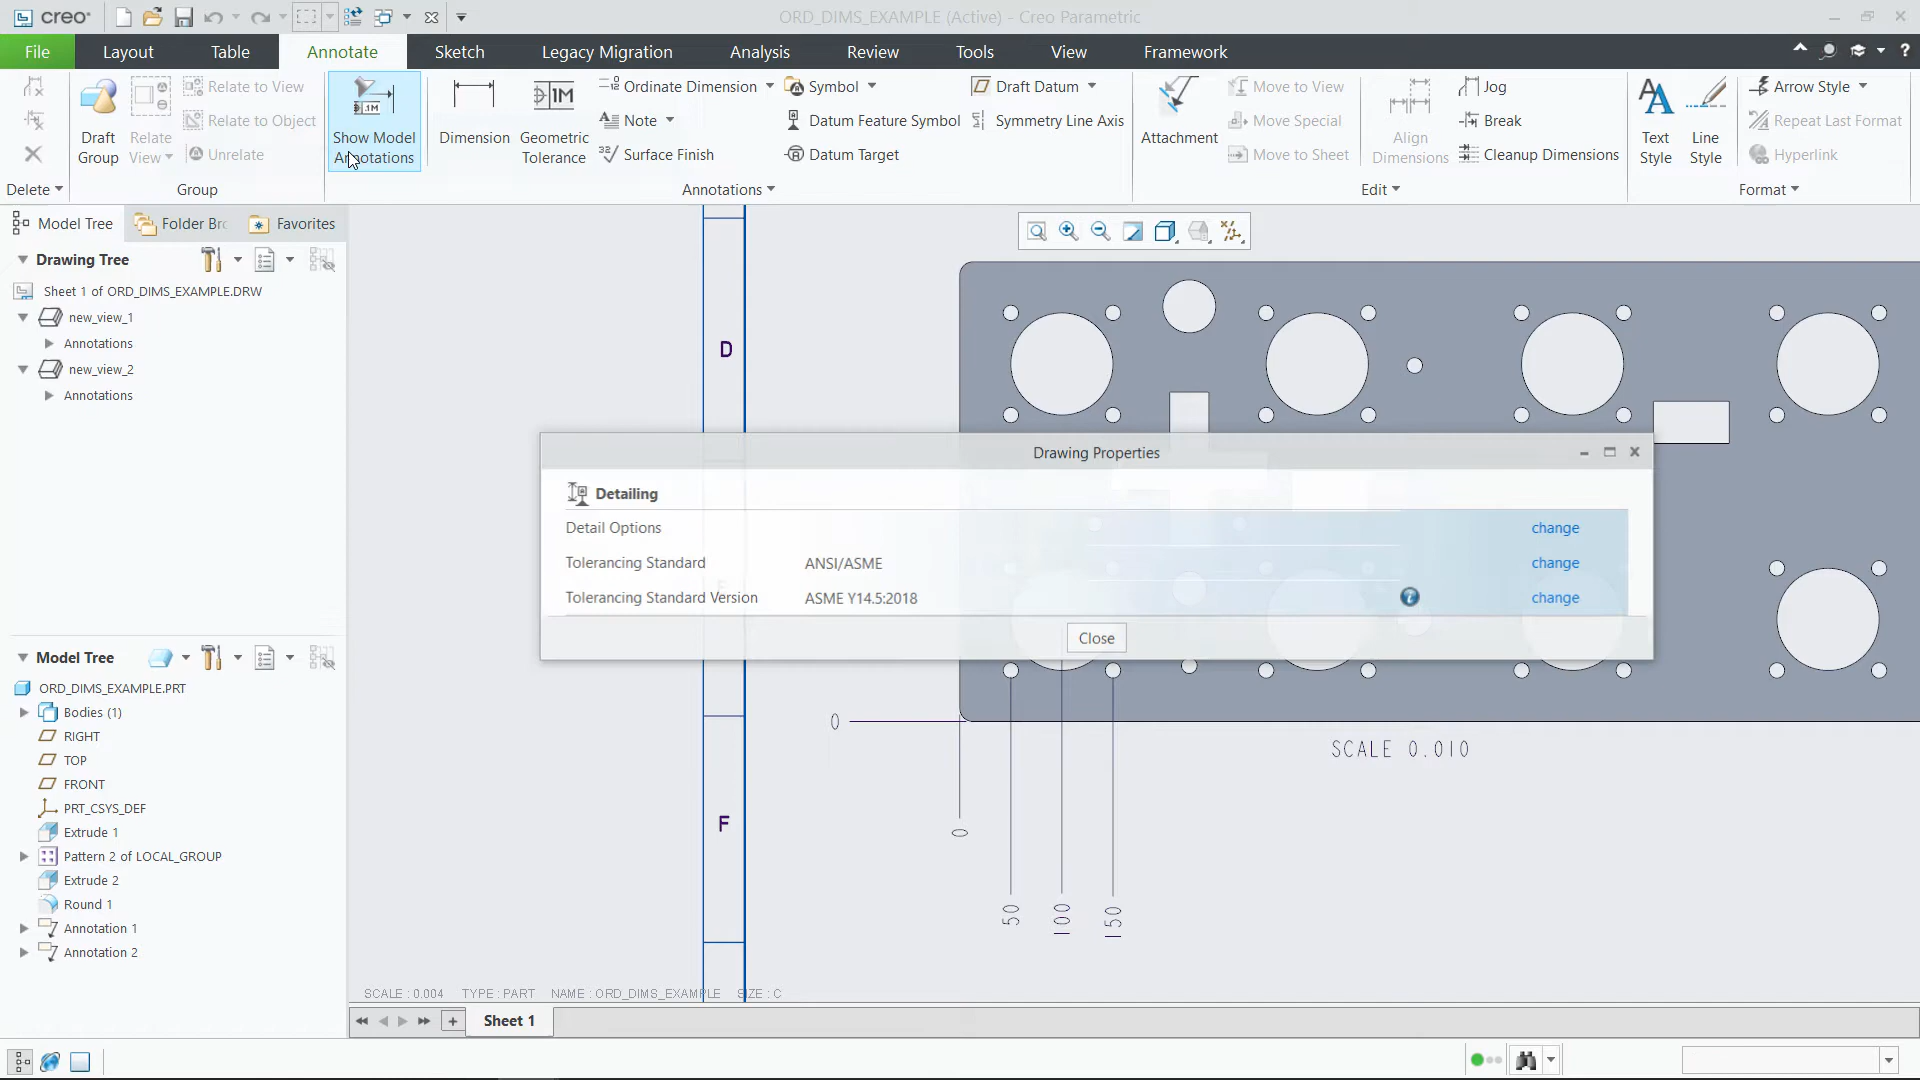 creo
ORD_DIMS_EXAMPLE (Active) - Creo Parametric
File Layout Table Annotate Sketch Legacy Migration Analysis Review Tools View Framework
Draft Group
Relate View
Relate to View
Relate to Object
Unrelate
Show Model Annotations
Dimension
Geometric Tolerance
Ordinate Dimension
Note
Surface Finish
Symbol
Datum Feature Symbol
Datum Target
Draft Datum
Symmetry Line Axis
Attachment
Move to View
Move Special
Move to Sheet
Align Dimensions
Jog
Break
Cleanup Dimensions
Text Style
Line Style
Arrow Style
Repeat Last Format
Hyperlink
Delete Group Annotations Edit Format
Model Tree Folder Brc Favorites
Drawing Tree
Sheet 1 of ORD_DIMS_EXAMPLE.DRW
new_view_1
Annotations
new_view_2
Annotations
Model Tree
ORD_DIMS_EXAMPLE.PRT
Bodies (1)
RIGHT
TOP
FRONT
PRT_CSYS_DEF
Extrude 1
Pattern 2 of LOCAL_GROUP
Extrude 2
Round 1
Annotation 1
Annotation 2
D
Drawing Properties
Detailing
Detail Options change
Tolerancing Standard ANSI/ASME change
Tolerancing Standard Version ASME Y14.5:2018 change
Close
0
SCALE 0.010
F
0
50
100
150
SCALE : 0.004 TYPE : PART NAME : ORD_DIMS_EXAMPLE SIZE : C
Sheet 1